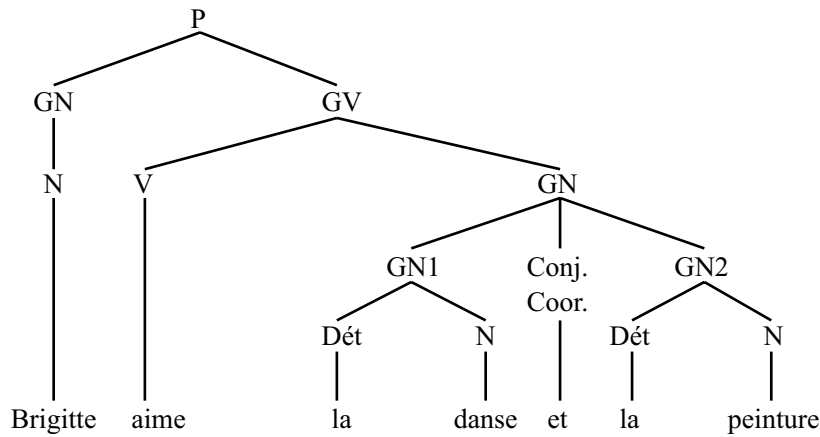 P
GN GV
N V GN
GN1 Conj. Coor. GN2
Dét N Dét N
Brigitte aime la danse et la peinture